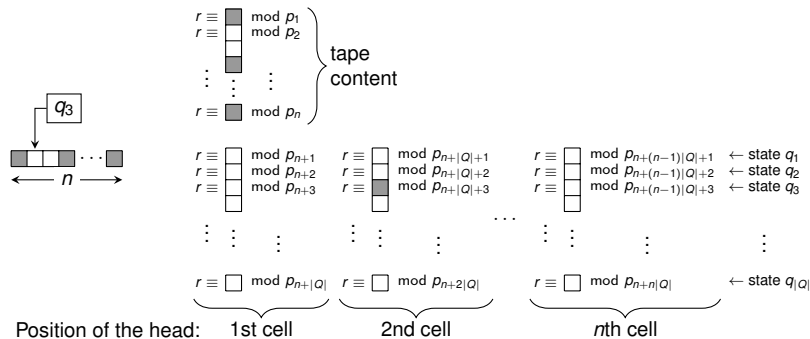 r ≡ mod p₁
r ≡ mod p₂
⋮ ⋮ ⋮
r ≡ mod pₙ
tape
content
q₃
···
n
r ≡ mod pₙ₊₁ r ≡ mod pₙ₊|Q|₊₁ r ≡ mod pₙ₊₍ₙ₋₁₎|Q|₊₁ ← state q₁
r ≡ mod pₙ₊₂ r ≡ mod pₙ₊|Q|₊₂ r ≡ mod pₙ₊₍ₙ₋₁₎|Q|₊₂ ← state q₂
r ≡ mod pₙ₊₃ r ≡ mod pₙ₊|Q|₊₃ r ≡ mod pₙ₊₍ₙ₋₁₎|Q|₊₃ ← state q₃
···
⋮ ⋮ ⋮ ⋮ ⋮ ⋮ ⋮ ⋮ ⋮ ⋮
r ≡ mod pₙ₊|Q| r ≡ mod pₙ₊₂|Q| r ≡ mod pₙ₊ₙ|Q| ← state q|Q|
Position of the head: 1st cell 2nd cell nth cell